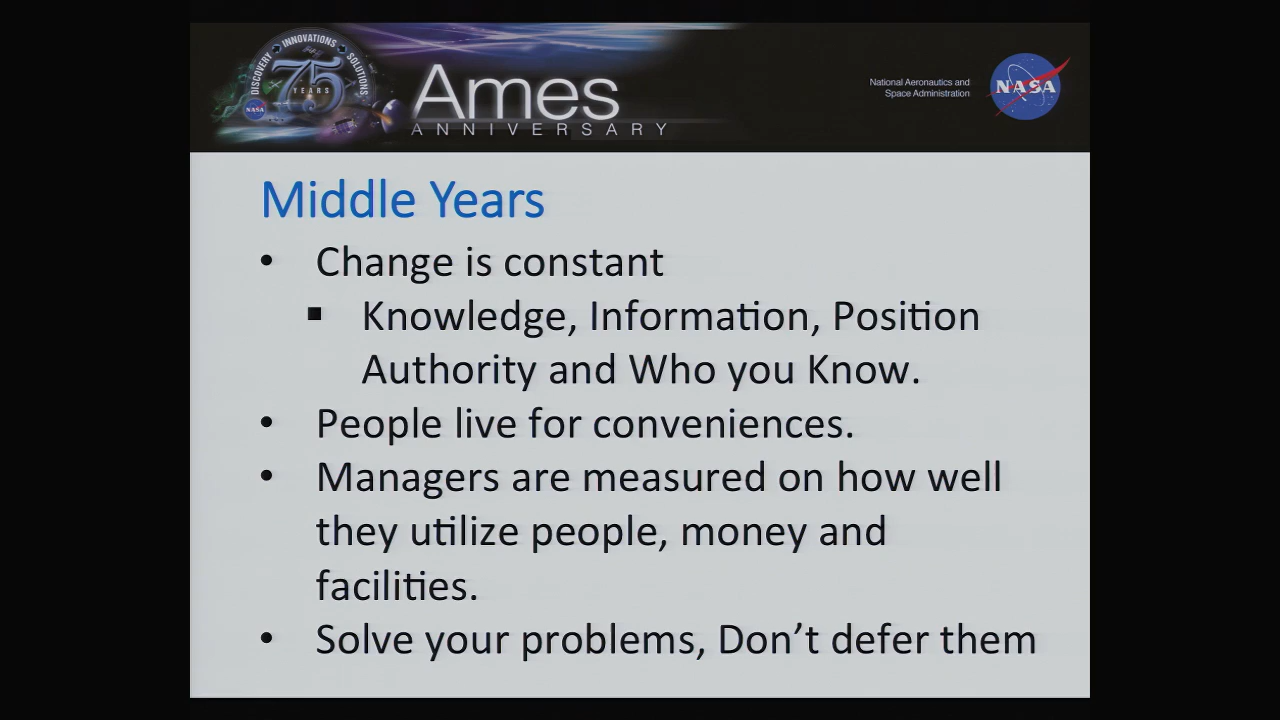 DISCOVERY INNOVATIONS SOLUTIONS
75
YEARS
NASA
Ames
ANNIVERSARY
National Aeronautics and
Space Administration
NASA
Middle Years
• Change is constant
▪ Knowledge, Information, Position
Authority and Who you Know.
• People live for conveniences.
• Managers are measured on how well
they utilize people, money and
facilities.
• Solve your problems, Don’t defer them